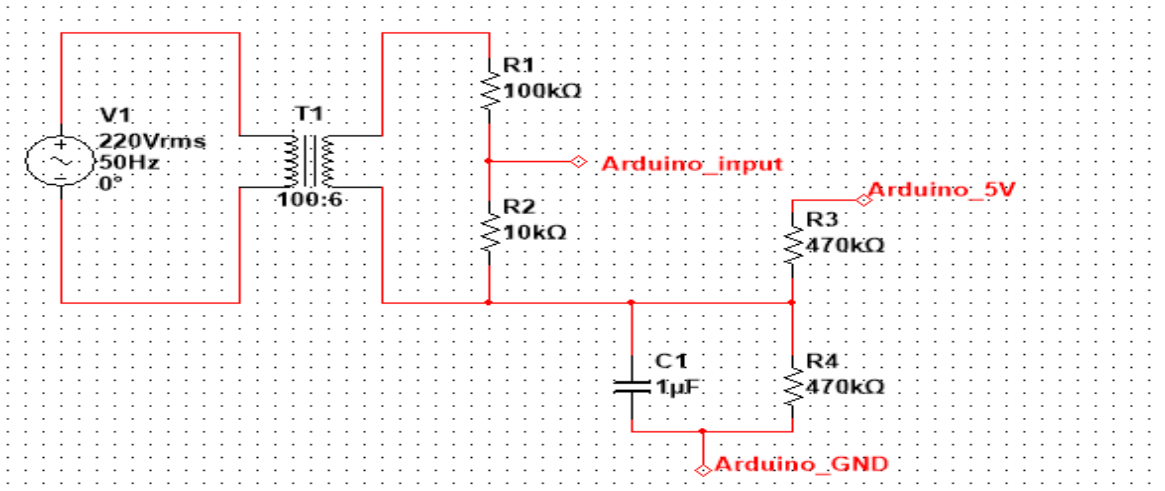 V1
220Vrms
50Hz
0°
T1
100:6
R1
100kΩ
Arduino_input
R2
10kΩ
Arduino_5V
R3
470kΩ
C1
1µF
R4
470kΩ
Arduino_GND